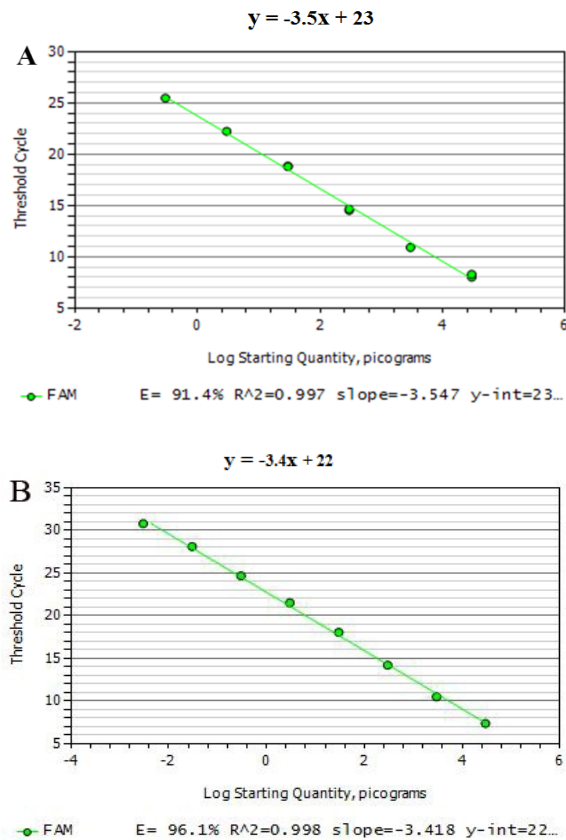 y = -3.5x + 23
A
30
25
20
15
10
5
Threshold Cycle
-2 0 2 4 6
Log Starting Quantity, picograms
FAM E= 91.4% R^2=0.997 slope=-3.547 y-int=23…
y = -3.4x + 22
B
35
30
25
20
15
10
5
Threshold Cycle
-4 -2 0 2 4 6
Log Starting Quantity, picograms
FAM E= 96.1% R^2=0.998 slope=-3.418 y-int=22…